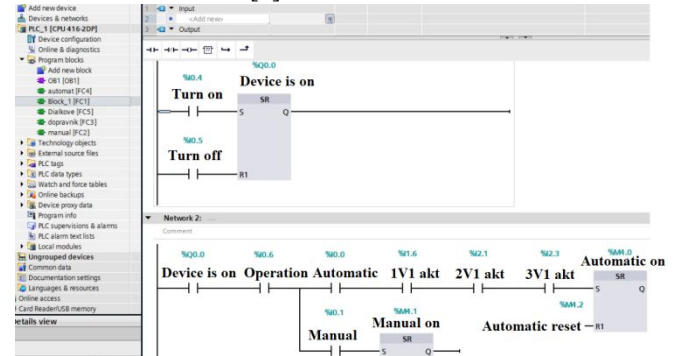 Add new device
Devices & networks
PLC_1 [CPU 416-2DP]
Device configuration
Online & diagnostics
Program blocks
Add new block
OB1 [OB1]
automat [FC4]
Block_1 [FC1]
Dialkove [FC5]
dopravnik [FC3]
manual [FC2]
Technology objects
External source files
PLC tags
PLC data types
Watch and force tables
Online backups
Device proxy data
Program info
PLC supervisions & alarms
PLC alarm text lists
Local modules
Ungrouped devices
Common data
Documentation settings
Languages & resources
Online access
Card Reader/USB memory
Details view
1 Input
2 <Add new>
3 Output
%Q0.0
%I0.4 Device is on
Turn on SR
S Q
%I0.5
Turn off
R1
Network 2: ....
Comment
%Q0.0 %I0.6 %I0.0 %I1.6 %I2.1 %I2.3 %M4.0
Automatic on
Device is on Operation Automatic 1V1 akt 2V1 akt 3V1 akt SR
S Q
%I0.1 %M4.1 %M4.2
Manual on
Manual SR Automatic reset R1
S Q